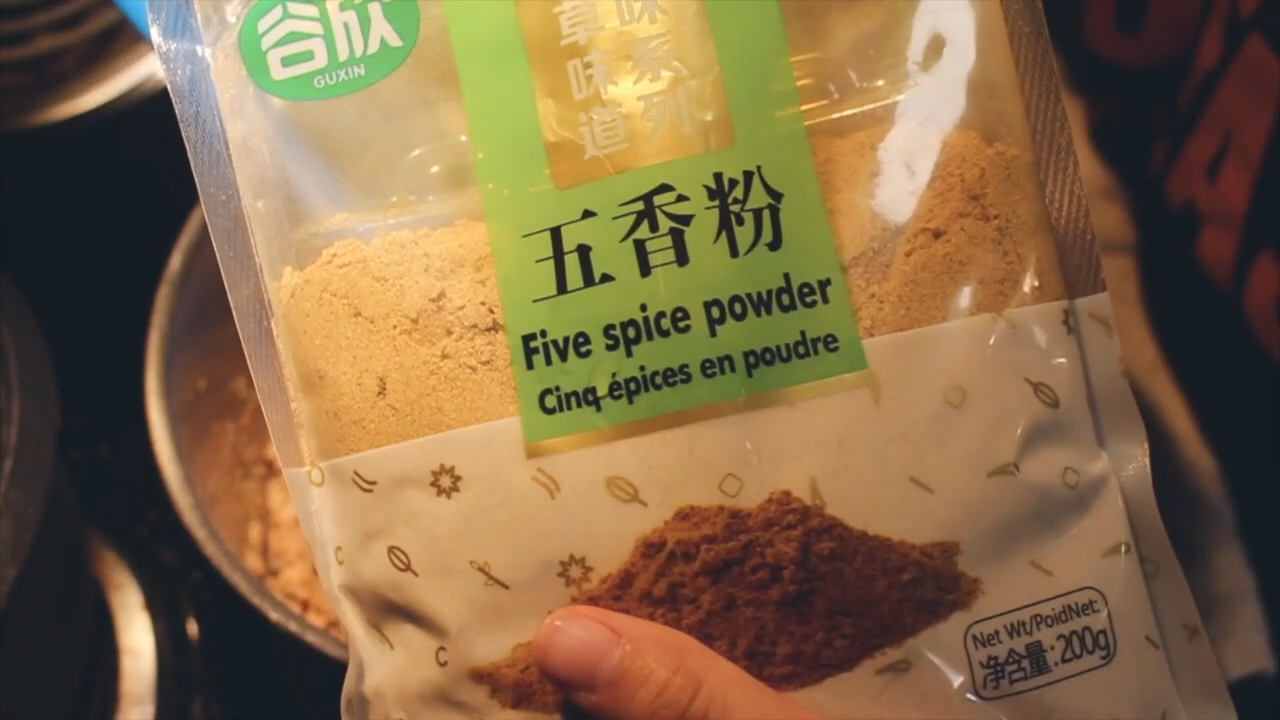 谷欣
GUXIN
味系列
草味道
五香粉
Five spice powder
Cinq épices en poudre
Net Wt/PoidNet:
净含量:200g